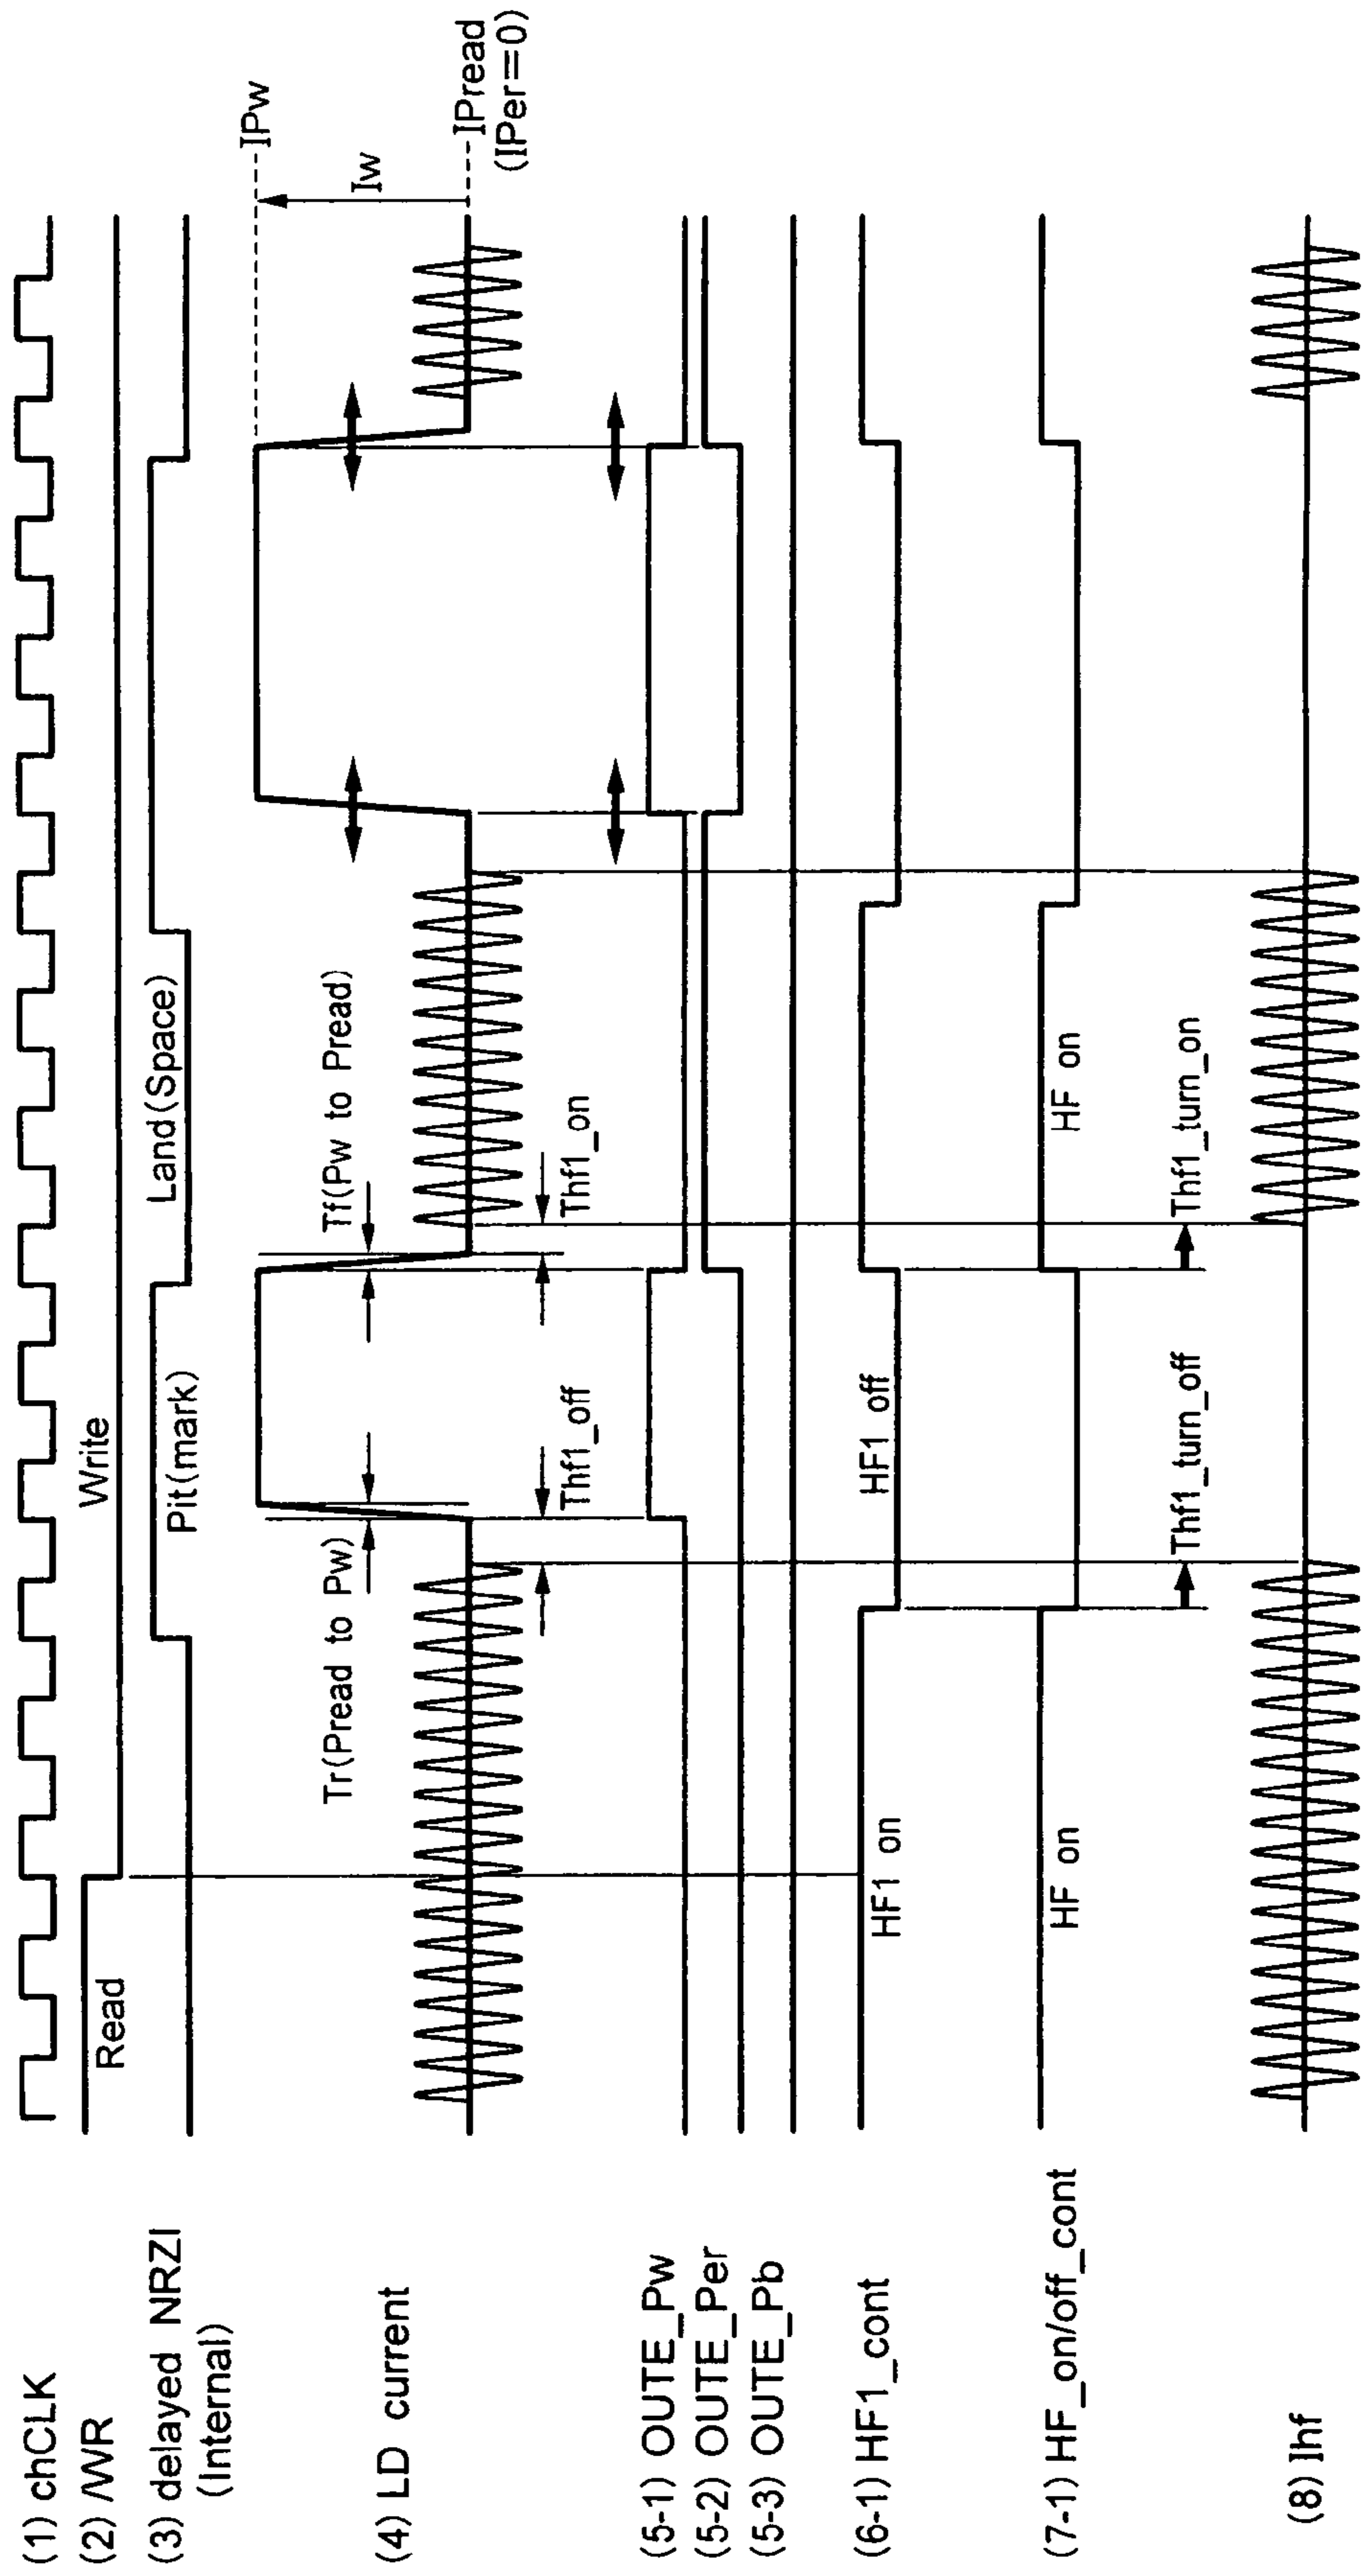 (1) chCLK
(2) /WR
Read
Write
(3) delayed NRZI
(Internal)
Pit(mark)
Land(Space)
(4) LD current
Tr(Pread to Pw)
Tf(Pw to Pread)
Thf1_off
Thf1_on
IPw
Iw
IPread
(IPer=0)
(5-1) OUTE_Pw
(5-2) OUTE_Per
(5-3) OUTE_Pb
(6-1) HF1_cont
HF1 on
HF1 off
(7-1) HF_on/off_cont
HF on
HF on
Thf1_turn_off
Thf1_turn_on
(8) Ihf